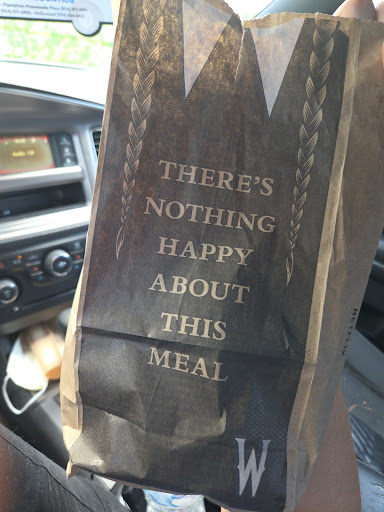 THERE'S
NOTHING
HAPPY
ABOUT
THIS
MEAL
W